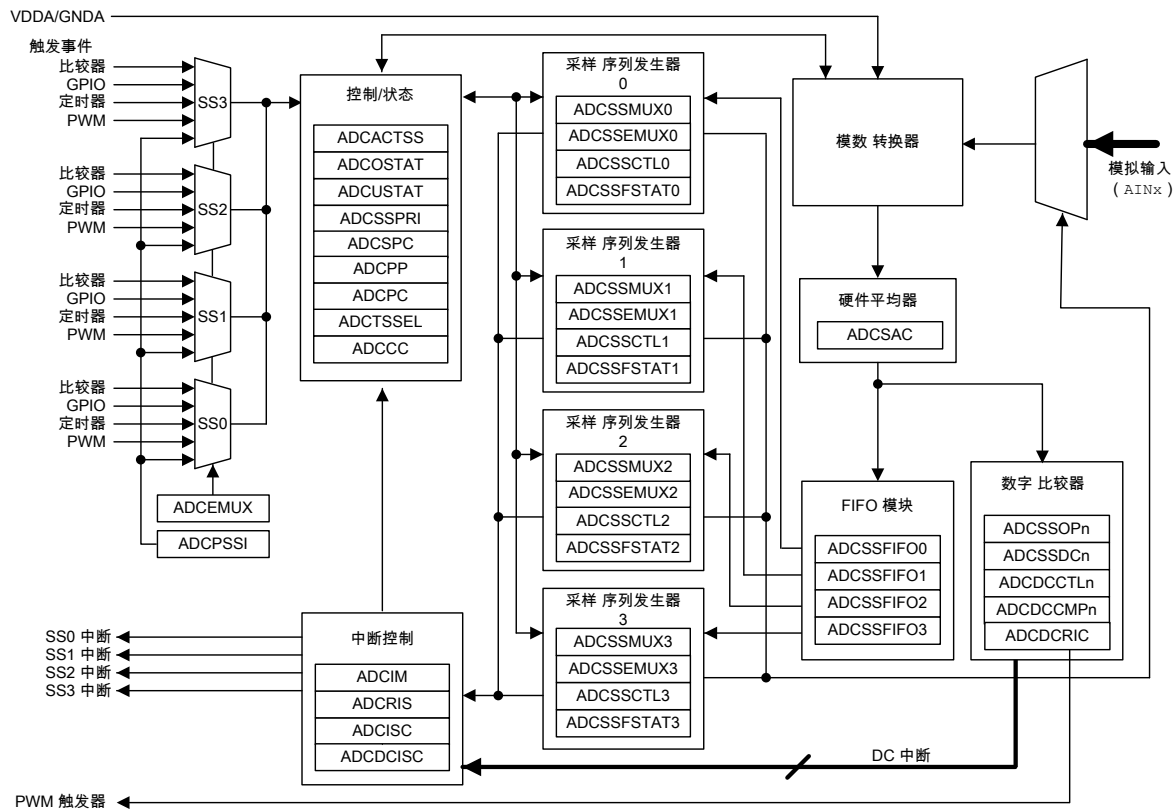 VDDA/GNDA
触发事件
比较器
GPIO
定时器
PWM
SS3
比较器
GPIO
定时器
PWM
SS2
比较器
GPIO
定时器
PWM
SS1
比较器
GPIO
定时器
PWM
SS0
ADCEMUX
ADCPSSI
控制/状态
ADCACTSS
ADCOSTAT
ADCUSTAT
ADCSSPRI
ADCSPC
ADCPP
ADCPC
ADCTSSEL
ADCCC
SS0 中断
SS1 中断
SS2 中断
SS3 中断
中断控制
ADCIM
ADCRIS
ADCISC
ADCDCISC
PWM 触发器
采样 序列发生器
0
ADCSSMUX0
ADCSSEMUX0
ADCSSCTL0
ADCSSFSTAT0
采样 序列发生器
1
ADCSSMUX1
ADCSSEMUX1
ADCSSCTL1
ADCSSFSTAT1
采样 序列发生器
2
ADCSSMUX2
ADCSSEMUX2
ADCSSCTL2
ADCSSFSTAT2
采样 序列发生器
3
ADCSSMUX3
ADCSSEMUX3
ADCSSCTL3
ADCSSFSTAT3
模数 转换器
模拟输入
( AINx )
硬件平均器
ADCSAC
FIFO 模块
ADCSSFIFO0
ADCSSFIFO1
ADCSSFIFO2
ADCSSFIFO3
数字 比较器
ADCSSOPn
ADCSSDCn
ADCDCCTLn
ADCDCCMPn
ADCDCRIC
DC 中断